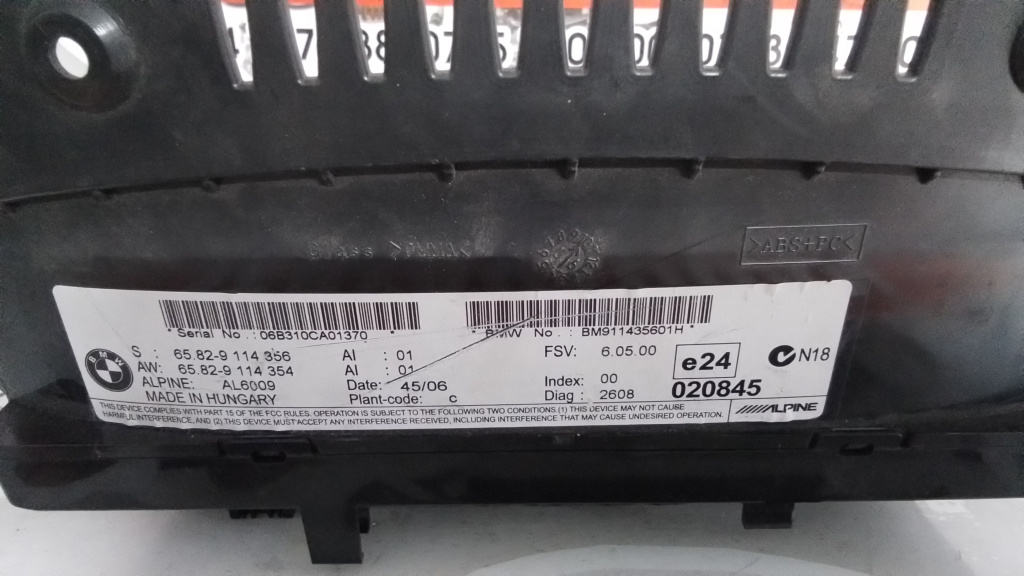 >ABS+PC<
* Serial No : 06B310CA01370 *
* BMW No. : BM911435601H *
S : 65.82-9 114 356 AI : 01
AW: 65.82-9 114 354 AI : 01
ALPINE: AL6009 Date: 45/06
MADE IN HUNGARY Plant-code: c
FSV: 6.05.00
Index: 00
Diag : 2608
e24
020845
N18
ALPINE
BMW
THIS DEVICE COMPLIES WITH PART 15 OF THE FCC RULES. OPERATION IS SUBJECT TO THE FOLLOWING TWO CONDITIONS.(1) THIS DEVICE MAY NOT CAUSE
HARMFUL INTERFERENCE, AND (2) THIS DEVICE MUST ACCEPT ANY INTERFERENCE RECEIVED, INCLUDING INTERFERENCE THAT MAY CAUSE UNDESIRED OPERATION.